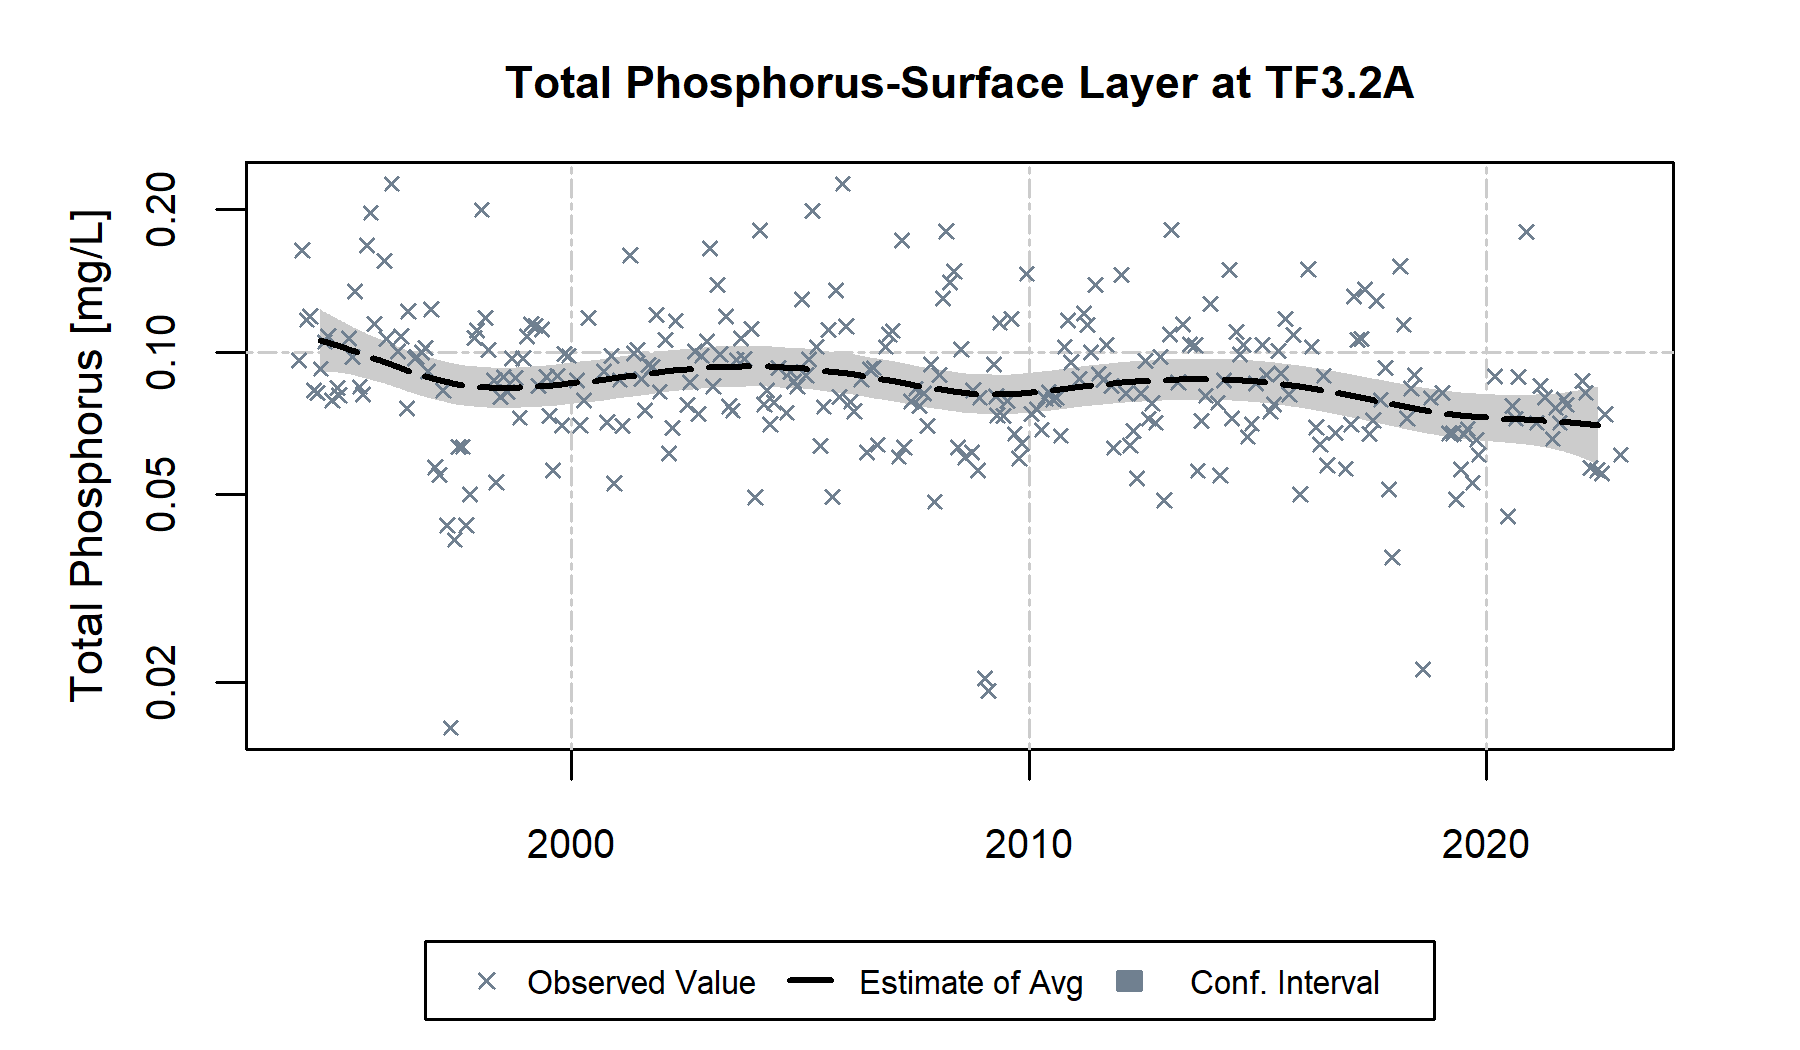 Total Phosphorus-Surface Layer at TF3.2A
Total Phosphorus [mg/L]
0.20
0.10
0.05
0.02
2000 2010 2020
Observed Value Estimate of Avg Conf. Interval